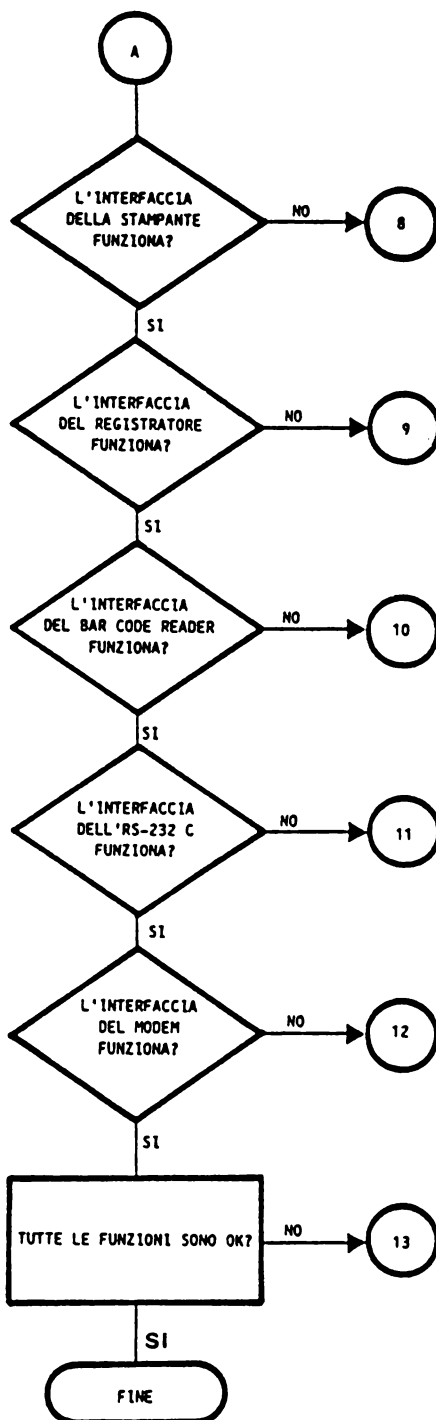 A
L'INTERFACCIA
DELLA STAMPANTE
FUNZIONA?
NO
8
SI
L'INTERFACCIA
DEL REGISTRATORE
FUNZIONA?
NO
9
SI
L'INTERFACCIA
DEL BAR CODE READER
FUNZIONA?
NO
10
SI
L'INTERFACCIA
DELL'RS-232 C
FUNZIONA?
NO
11
SI
L'INTERFACCIA
DEL MODEM
FUNZIONA?
NO
12
SI
TUTTE LE FUNZIONI SONO OK?
NO
13
SI
FINE